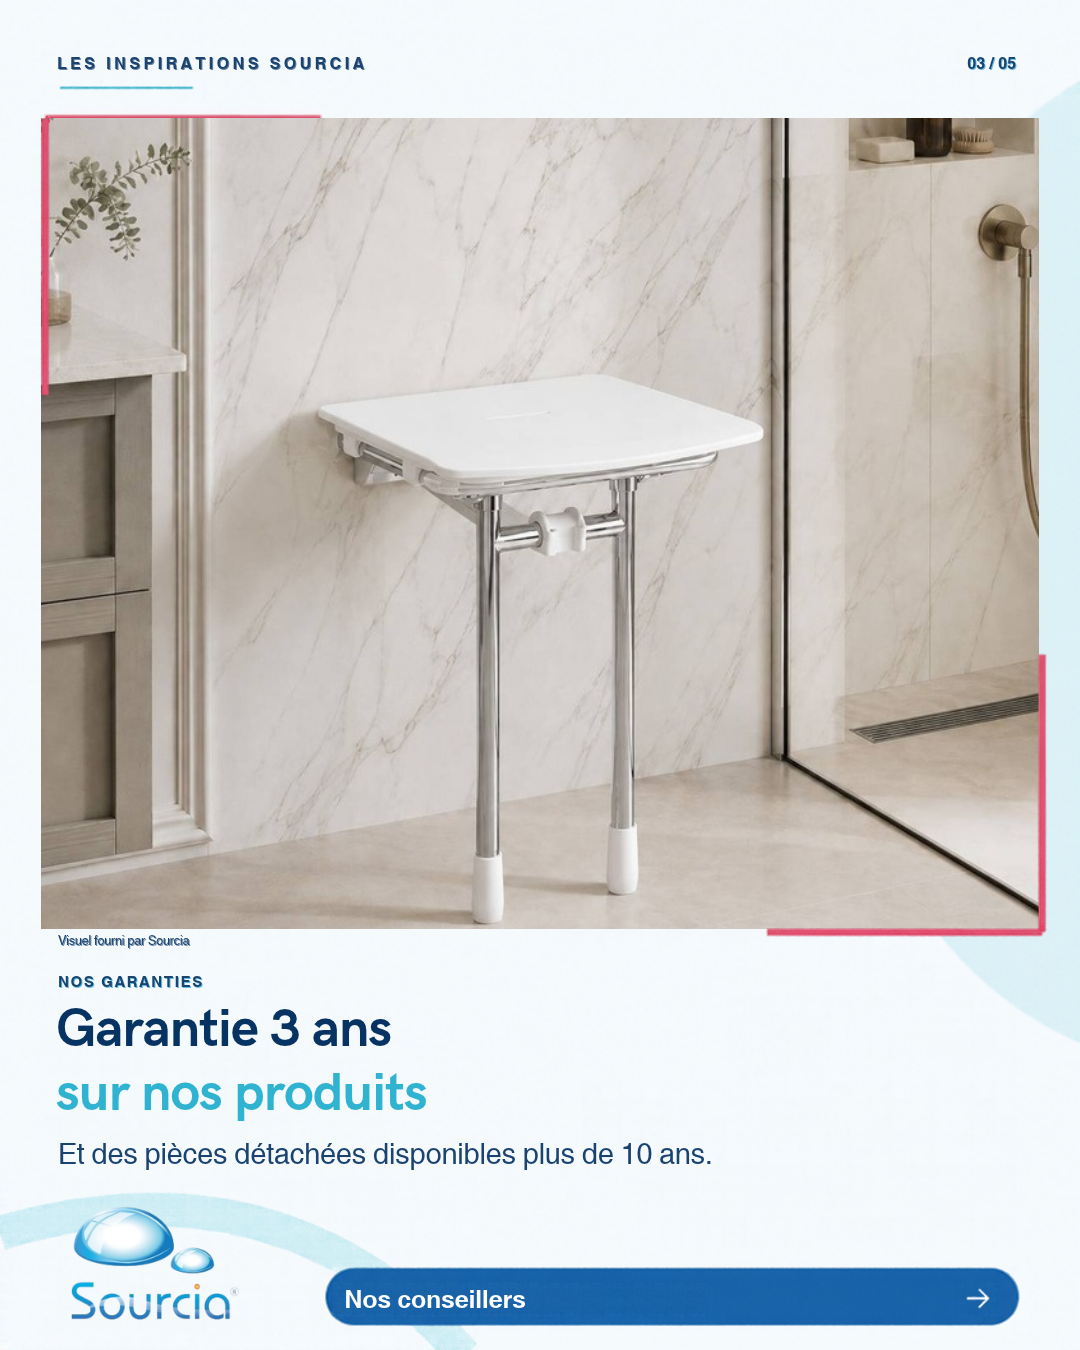 LES INSPIRATIONS SOURCIA
03 / 05
Visuel fourni par Sourcia
NOS GARANTIES
Garantie 3 ans
sur nos produits
Et des pièces détachées disponibles plus de 10 ans.
Sourcia®
Nos conseillers